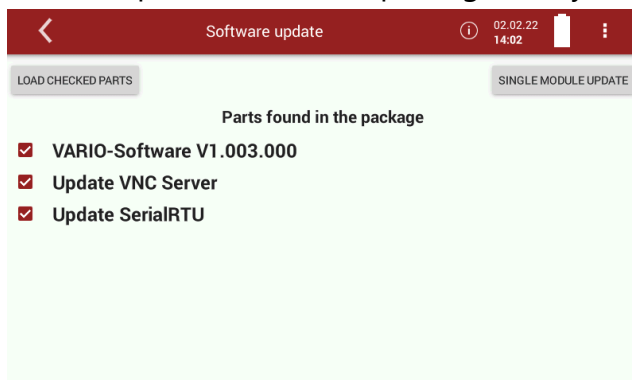 Software update
02.02.22
14:02
LOAD CHECKED PARTS
SINGLE MODULE UPDATE
Parts found in the package
VARIO-Software V1.003.000
Update VNC Server
Update SerialRTU